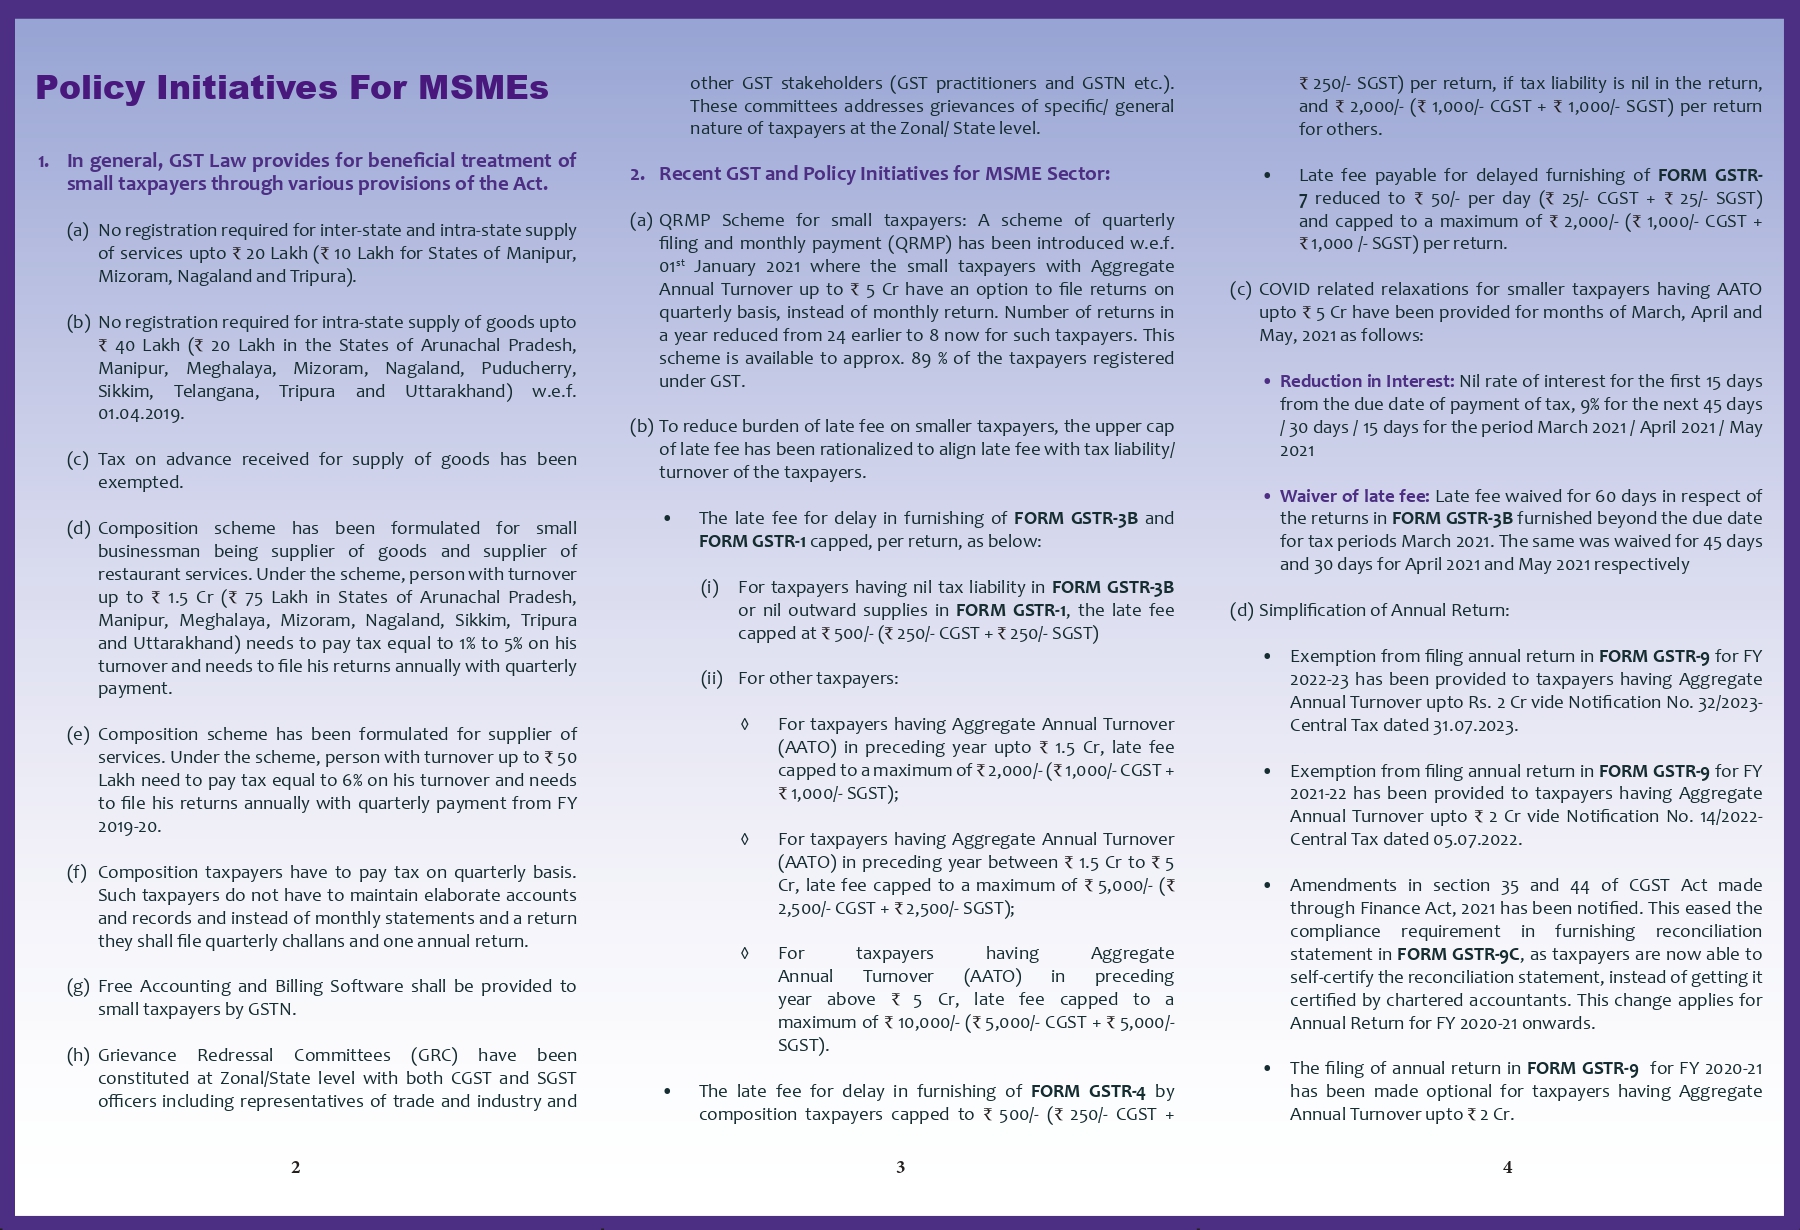 Policy Initiatives For MSMEs
1. In general, GST Law provides for beneficial treatment of
small taxpayers through various provisions of the Act.
(a) No registration required for inter-state and intra-state supply
of services upto ₹ 20 Lakh (₹ 10 Lakh for States of Manipur,
Mizoram, Nagaland and Tripura).
(b) No registration required for intra-state supply of goods upto
₹ 40 Lakh (₹ 20 Lakh in the States of Arunachal Pradesh,
Manipur, Meghalaya, Mizoram, Nagaland, Puducherry,
Sikkim, Telangana, Tripura and Uttarakhand) w.e.f.
01.04.2019.
(c) Tax on advance received for supply of goods has been
exempted.
(d) Composition scheme has been formulated for small
businessman being supplier of goods and supplier of
restaurant services. Under the scheme, person with turnover
up to ₹ 1.5 Cr (₹ 75 Lakh in States of Arunachal Pradesh,
Manipur, Meghalaya, Mizoram, Nagaland, Sikkim, Tripura
and Uttarakhand) needs to pay tax equal to 1% to 5% on his
turnover and needs to file his returns annually with quarterly
payment.
(e) Composition scheme has been formulated for supplier of
services. Under the scheme, person with turnover up to ₹ 50
Lakh need to pay tax equal to 6% on his turnover and needs
to file his returns annually with quarterly payment from FY
2019-20.
(f) Composition taxpayers have to pay tax on quarterly basis.
Such taxpayers do not have to maintain elaborate accounts
and records and instead of monthly statements and a return
they shall file quarterly challans and one annual return.
(g) Free Accounting and Billing Software shall be provided to
small taxpayers by GSTN.
(h) Grievance Redressal Committees (GRC) have been
constituted at Zonal/State level with both CGST and SGST
officers including representatives of trade and industry and
2
other GST stakeholders (GST practitioners and GSTN etc.).
These committees addresses grievances of specific/ general
nature of taxpayers at the Zonal/ State level.
2. Recent GST and Policy Initiatives for MSME Sector:
(a) QRMP Scheme for small taxpayers: A scheme of quarterly
filing and monthly payment (QRMP) has been introduced w.e.f.
01st January 2021 where the small taxpayers with Aggregate
Annual Turnover up to ₹ 5 Cr have an option to file returns on
quarterly basis, instead of monthly return. Number of returns in
a year reduced from 24 earlier to 8 now for such taxpayers. This
scheme is available to approx. 89 % of the taxpayers registered
under GST.
(b) To reduce burden of late fee on smaller taxpayers, the upper cap
of late fee has been rationalized to align late fee with tax liability/
turnover of the taxpayers.
• The late fee for delay in furnishing of FORM GSTR-3B and
FORM GSTR-1 capped, per return, as below:
(i) For taxpayers having nil tax liability in FORM GSTR-3B
or nil outward supplies in FORM GSTR-1, the late fee
capped at ₹ 500/- (₹ 250/- CGST + ₹ 250/- SGST)
(ii) For other taxpayers:
◊ For taxpayers having Aggregate Annual Turnover
(AATO) in preceding year upto ₹ 1.5 Cr, late fee
capped to a maximum of ₹ 2,000/- (₹ 1,000/- CGST +
₹ 1,000/- SGST);
◊ For taxpayers having Aggregate Annual Turnover
(AATO) in preceding year between ₹ 1.5 Cr to ₹ 5
Cr, late fee capped to a maximum of ₹ 5,000/- (₹
2,500/- CGST + ₹ 2,500/- SGST);
◊ For taxpayers having Aggregate
Annual Turnover (AATO) in preceding
year above ₹ 5 Cr, late fee capped to a
maximum of ₹ 10,000/- (₹ 5,000/- CGST + ₹ 5,000/-
SGST).
• The late fee for delay in furnishing of FORM GSTR-4 by
composition taxpayers capped to ₹ 500/- (₹ 250/- CGST +
3
₹ 250/- SGST) per return, if tax liability is nil in the return,
and ₹ 2,000/- (₹ 1,000/- CGST + ₹ 1,000/- SGST) per return
for others.
• Late fee payable for delayed furnishing of FORM GSTR-
7 reduced to ₹ 50/- per day (₹ 25/- CGST + ₹ 25/- SGST)
and capped to a maximum of ₹ 2,000/- (₹ 1,000/- CGST +
₹ 1,000 /- SGST) per return.
(c) COVID related relaxations for smaller taxpayers having AATO
upto ₹ 5 Cr have been provided for months of March, April and
May, 2021 as follows:
• Reduction in Interest: Nil rate of interest for the first 15 days
from the due date of payment of tax, 9% for the next 45 days
/ 30 days / 15 days for the period March 2021 / April 2021 / May
2021
• Waiver of late fee: Late fee waived for 60 days in respect of
the returns in FORM GSTR-3B furnished beyond the due date
for tax periods March 2021. The same was waived for 45 days
and 30 days for April 2021 and May 2021 respectively
(d) Simplification of Annual Return:
• Exemption from filing annual return in FORM GSTR-9 for FY
2022-23 has been provided to taxpayers having Aggregate
Annual Turnover upto Rs. 2 Cr vide Notification No. 32/2023-
Central Tax dated 31.07.2023.
• Exemption from filing annual return in FORM GSTR-9 for FY
2021-22 has been provided to taxpayers having Aggregate
Annual Turnover upto ₹ 2 Cr vide Notification No. 14/2022-
Central Tax dated 05.07.2022.
• Amendments in section 35 and 44 of CGST Act made
through Finance Act, 2021 has been notified. This eased the
compliance requirement in furnishing reconciliation
statement in FORM GSTR-9C, as taxpayers are now able to
self-certify the reconciliation statement, instead of getting it
certified by chartered accountants. This change applies for
Annual Return for FY 2020-21 onwards.
• The filing of annual return in FORM GSTR-9 for FY 2020-21
has been made optional for taxpayers having Aggregate
Annual Turnover upto ₹ 2 Cr.
4